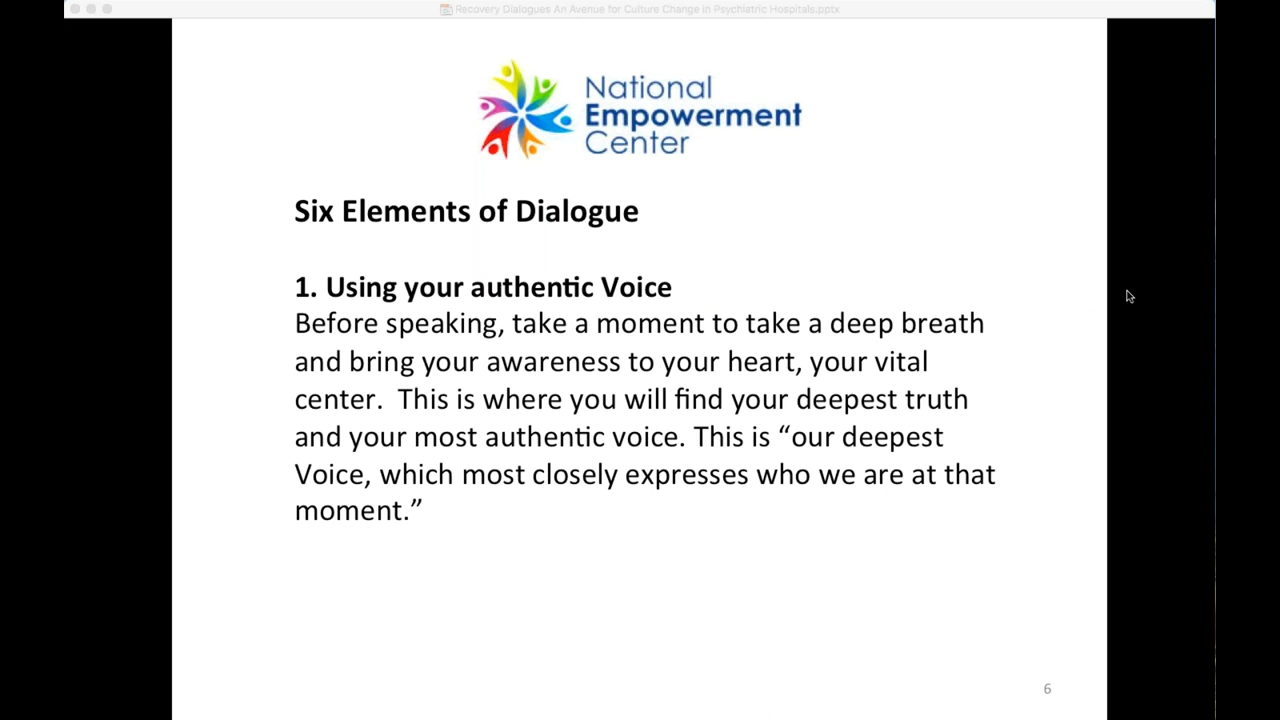 Recovery Dialogues An Avenue for Culture Change in Psychiatric Hospitals.pptx
National
Empowerment
Center
Six Elements of Dialogue
1. Using your authentic Voice
Before speaking, take a moment to take a deep breath
and bring your awareness to your heart, your vital
center.  This is where you will find your deepest truth
and your most authentic voice. This is “our deepest
Voice, which most closely expresses who we are at that
moment.”
6